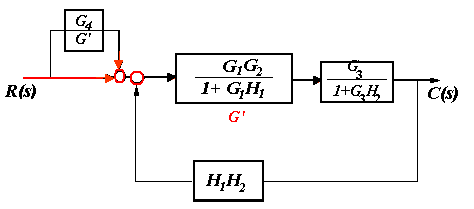 G4
G'
R(s)
G1G2
1+ G1H1
G'
G3
1+G3H2
C(s)
H1H2